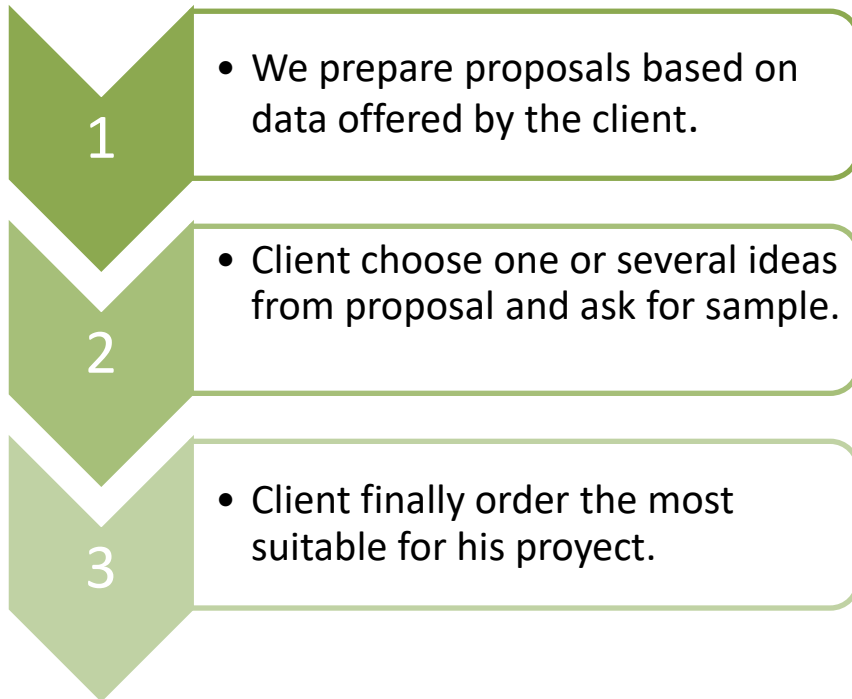 1
• We prepare proposals based on
data offered by the client.
2
• Client choose one or several ideas
from proposal and ask for sample.
3
• Client finally order the most
suitable for his proyect.